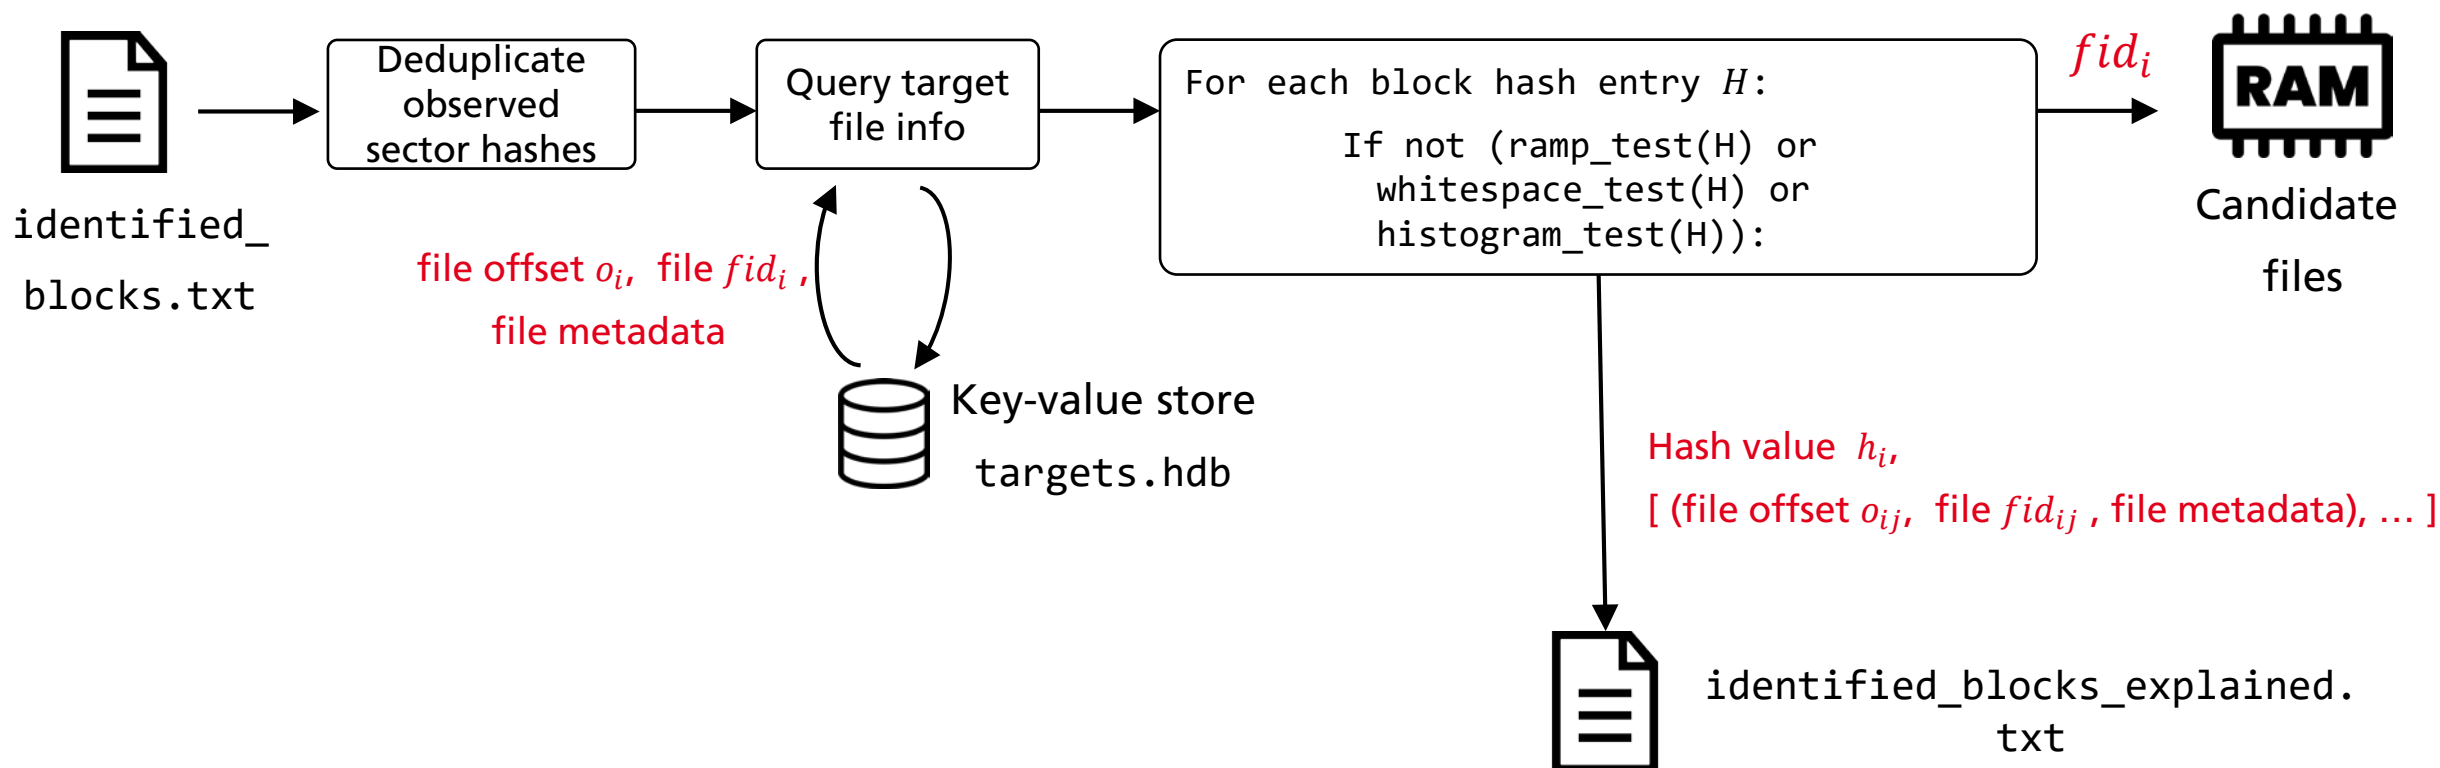 identified_
blocks.txt
Deduplicate
observed
sector hashes
Query target
file info
file offset oᵢ, file fidᵢ ,
file metadata
Key-value store
targets.hdb
For each block hash entry H:
If not (ramp_test(H) or
whitespace_test(H) or
histogram_test(H)):
fidᵢ
RAM
Candidate
files
Hash value hᵢ,
[ (file offset oᵢⱼ, file fidᵢⱼ , file metadata), … ]
identified_blocks_explained.
txt